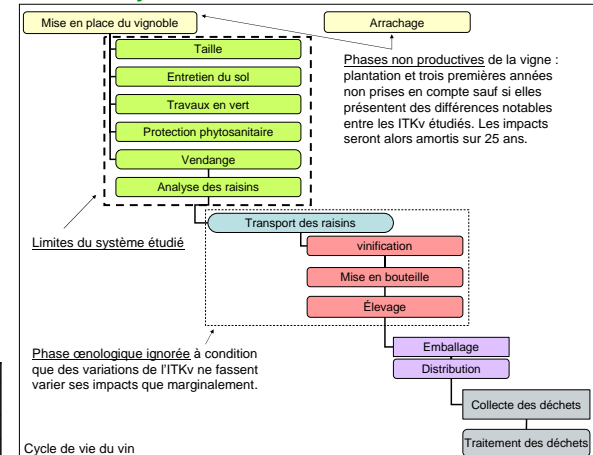 Mise en place du vignoble
Arrachage
Taille
Entretien du sol
Travaux en vert
Protection phytosanitaire
Vendange
Analyse des raisins
Phases non productives de la vigne :
plantation et trois premières années
non prises en compte sauf si elles
présentent des différences notables
entre les ITKv étudiés. Les impacts
seront alors amortis sur 25 ans.
Limites du système étudié
Transport des raisins
vinification
Mise en bouteille
Élevage
Phase œnologique ignorée à condition
que des variations de l'ITKv ne fassent
varier ses impacts que marginalement.
Emballage
Distribution
Collecte des déchets
Traitement des déchets
Cycle de vie du vin